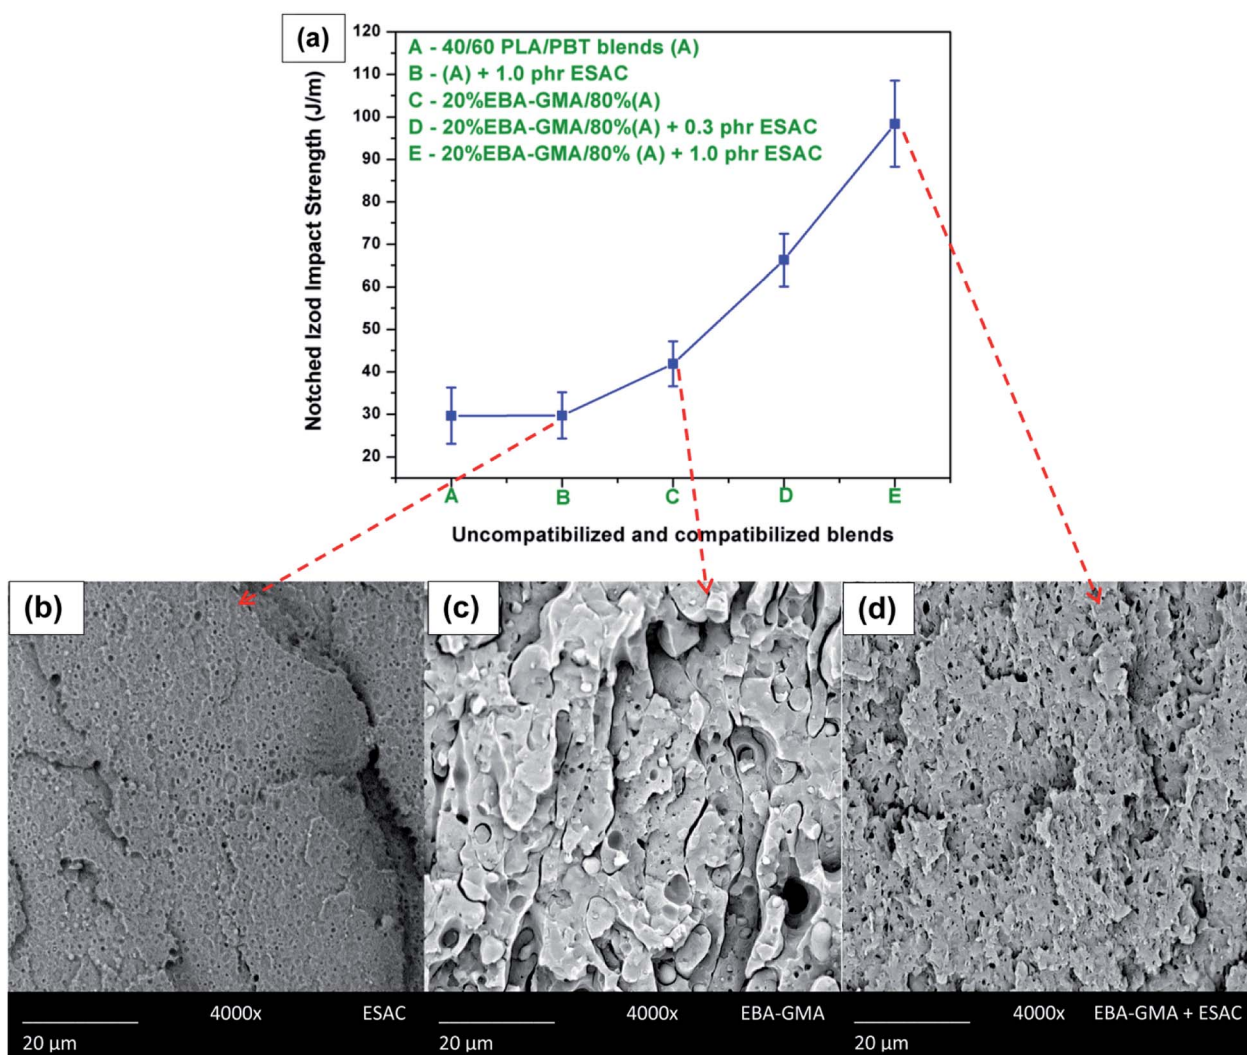 (a)
120
110
100
90
80
70
60
50
40
30
20
Notched Izod Impact Strength (J/m)
A - 40/60 PLA/PBT blends (A)
B - (A) + 1.0 phr ESAC
C - 20%EBA-GMA/80%(A)
D - 20%EBA-GMA/80%(A) + 0.3 phr ESAC
E - 20%EBA-GMA/80% (A) + 1.0 phr ESAC
A B C D E
Uncompatibilized and compatibilized blends
(b)
(c)
(d)
4000x ESAC
20 µm
4000x EBA-GMA
20 µm
4000x EBA-GMA + ESAC
20 µm